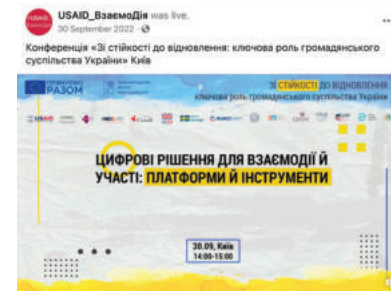 USAID_ВзаємоДія was live.
30 September 2022
Конференція «Зі стійкості до відновлення: ключова роль громадянського
суспільства України» Київ
РАЗОМ
ЗІ СТІЙКОСТІ ДО ВІДНОВЛЕННЯ:
ключова роль громадянського суспільства України
USAID
ЦИФРОВІ РІШЕННЯ ДЛЯ ВЗАЄМОДІЇ Й
УЧАСТІ: ПЛАТФОРМИ Й ІНСТРУМЕНТИ
30.09, Київ
14:00-15:00